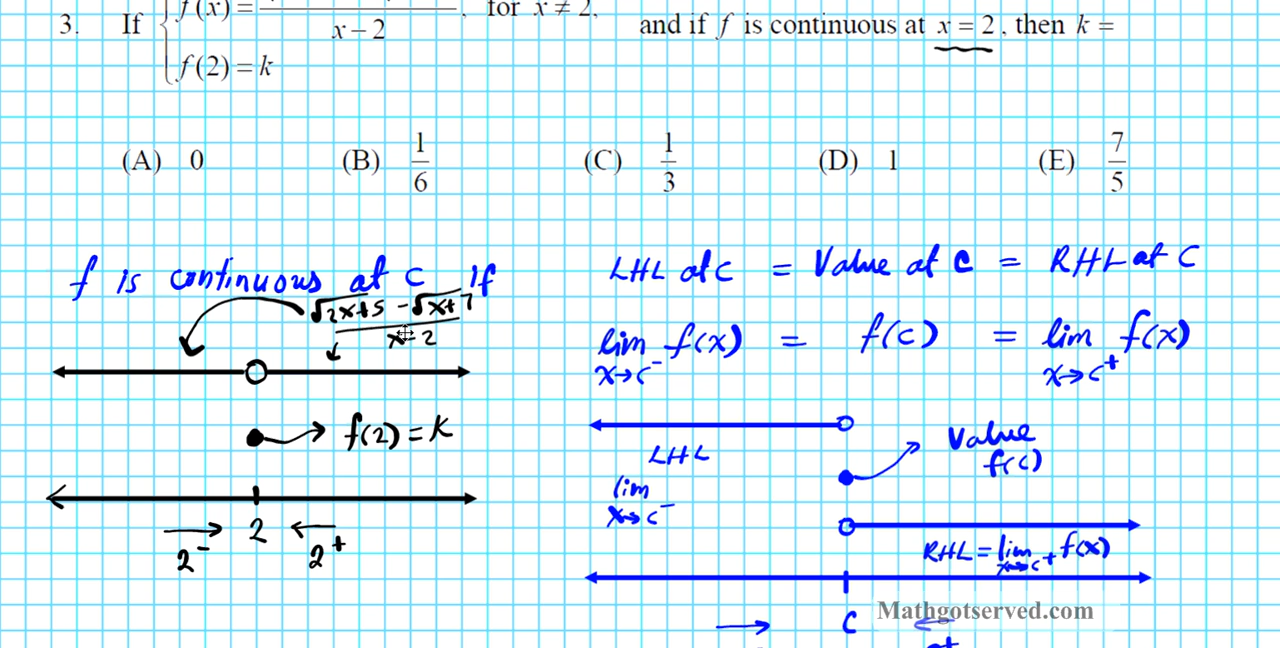 3. If { f(x) = / x − 2 , for x ≠ 2, and if f is continuous at x = 2, then k =
f(2) = k
(A) 0 (B) 1/6 (C) 1/3 (D) 1 (E) 7/5
f is continuous at c if
LHL at c = Value at c = RHL at c
√2x+5 − √x+7
x−2
lim f(x) = f(c) = lim f(x)
x→c⁻ x→c⁺
f(2) = k
LHL
lim
x→c⁻
Value
f(c)
2
2⁻ 2⁺
RHL = lim f(x)
x→c⁺
c
Mathgotserved.com